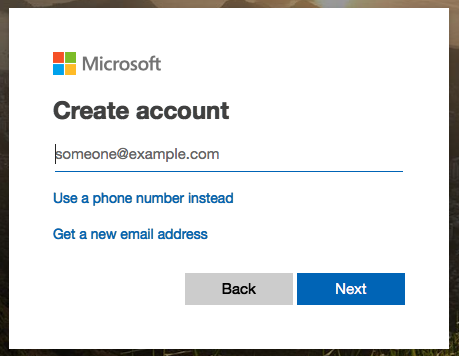 Microsoft
Create account
someone@example.com
Use a phone number instead
Get a new email address
Back
Next